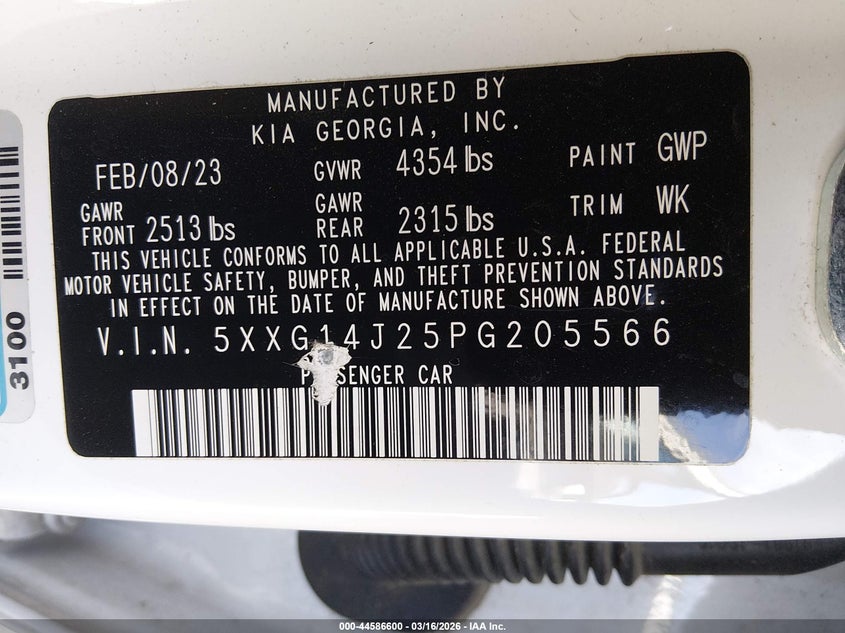 MANUFACTURED BY
KIA GEORGIA, INC.
FEB/08/23 GVWR 4354 lbs PAINT GWP
GAWR FRONT 2513 lbs GAWR REAR 2315 lbs TRIM WK
THIS VEHICLE CONFORMS TO ALL APPLICABLE U.S.A. FEDERAL
MOTOR VEHICLE SAFETY, BUMPER, AND THEFT PREVENTION STANDARDS
IN EFFECT ON THE DATE OF MANUFACTURE SHOWN ABOVE.
V.I.N. 5XXG14J25PG205566
PASSENGER CAR
3100
000-44586600 - 03/16/2026 - IAA Inc.